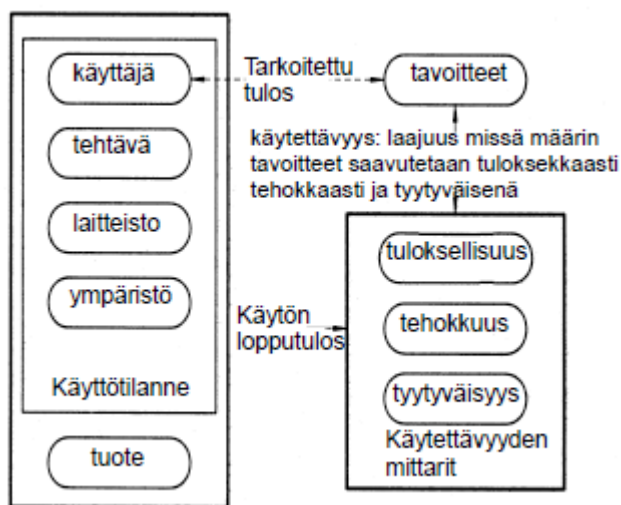 käyttäjä
tehtävä
laitteisto
ympäristö
Käyttötilanne
tuote
Tarkoitettu
tulos
tavoitteet
käytettävyys: laajuus missä määrin
tavoitteet saavutetaan tuloksekkaasti
tehokkaasti ja tyytyväisenä
Käytön
lopputulos
tuloksellisuus
tehokkuus
tyytyväisyys
Käytettävyyden
mittarit